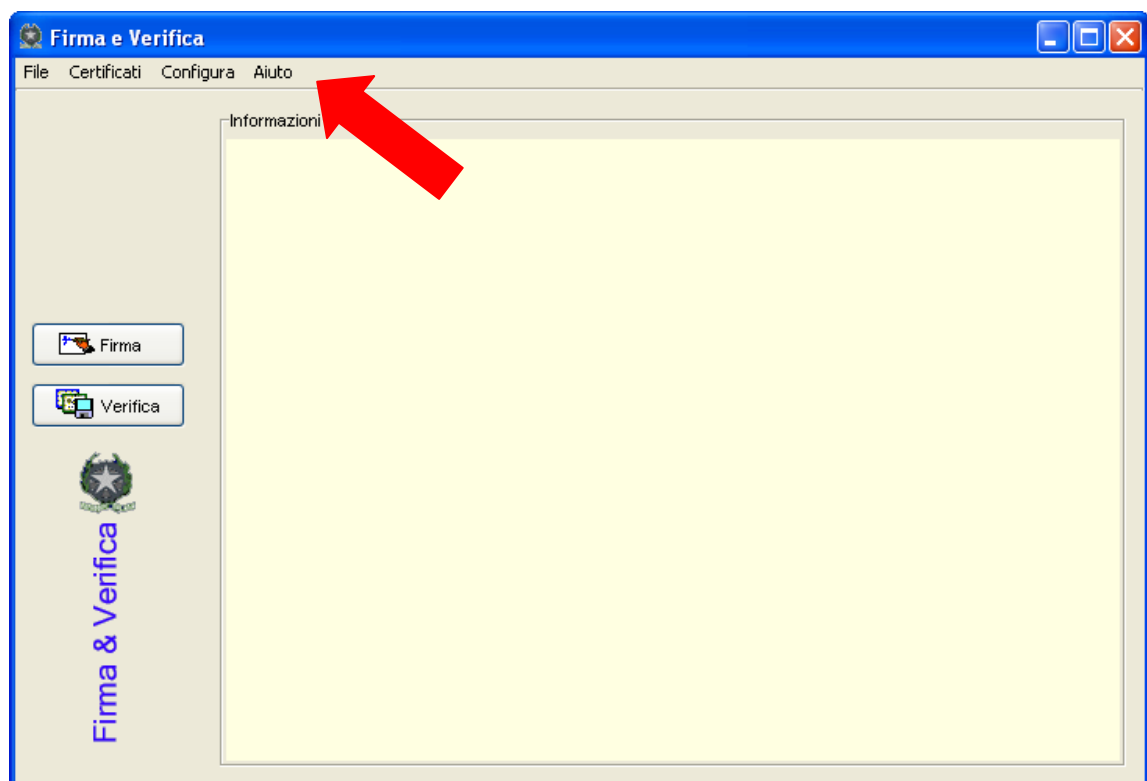 Firma e Verifica
File Certificati Configura Aiuto
Informazioni
Firma
Verifica
Firma & Verifica